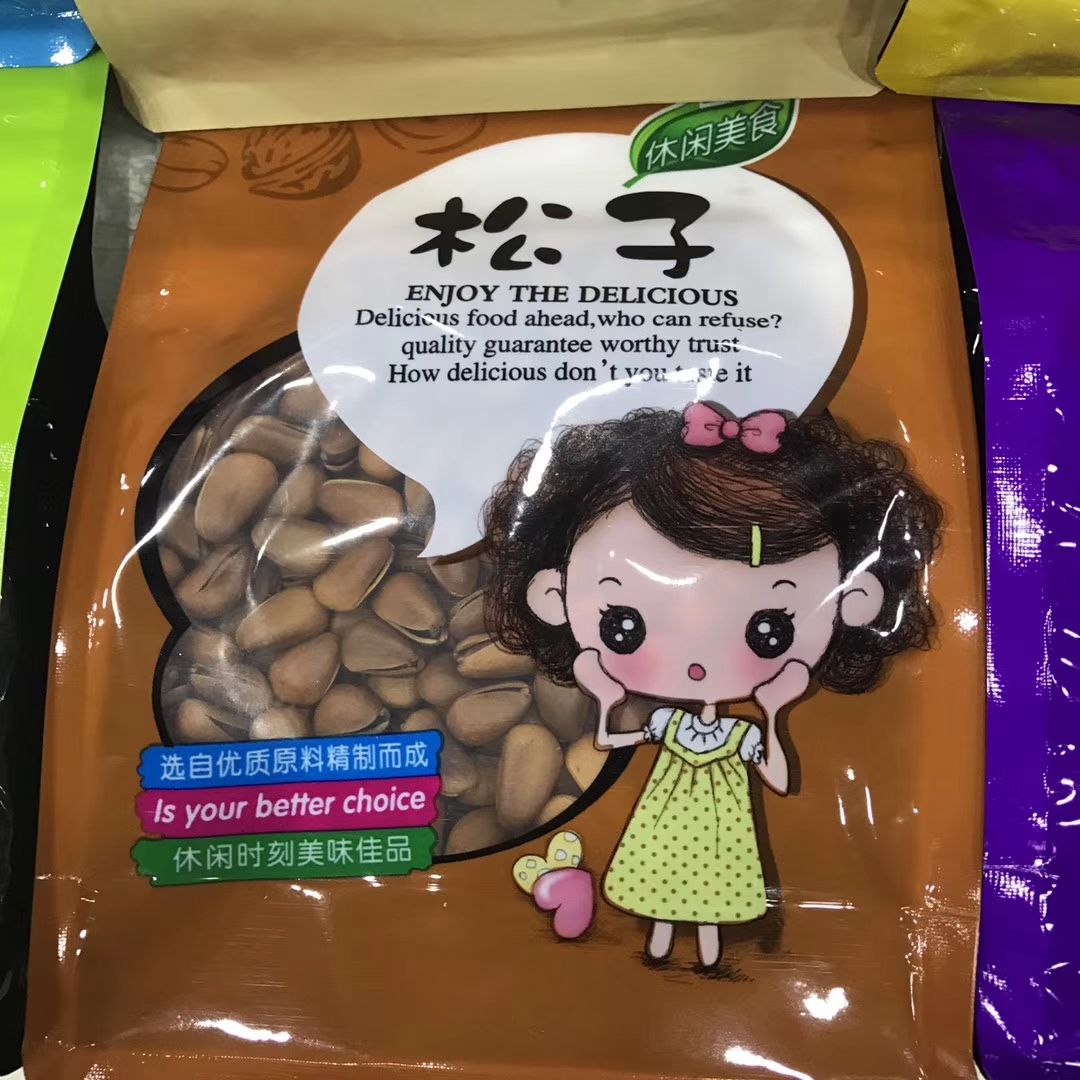 休闲美食
松子
ENJOY THE DELICIOUS
Delicious food ahead,who can refuse?
quality guarantee worthy trust
How delicious don't you taste it
选自优质原料精制而成
Is your better choice
休闲时刻美味佳品